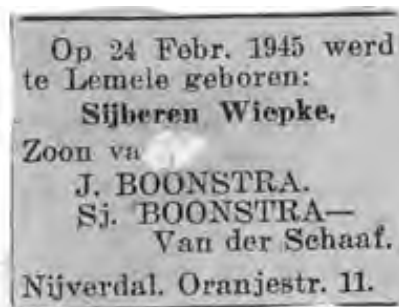 Op 24 Febr. 1945 werd
te Lemele geboren:
Sijberen Wiepke,
Zoon va
J. BOONSTRA.
Sj. BOONSTRA—
Van der Schaaf.
Nijverdal. Oranjestr. 11.